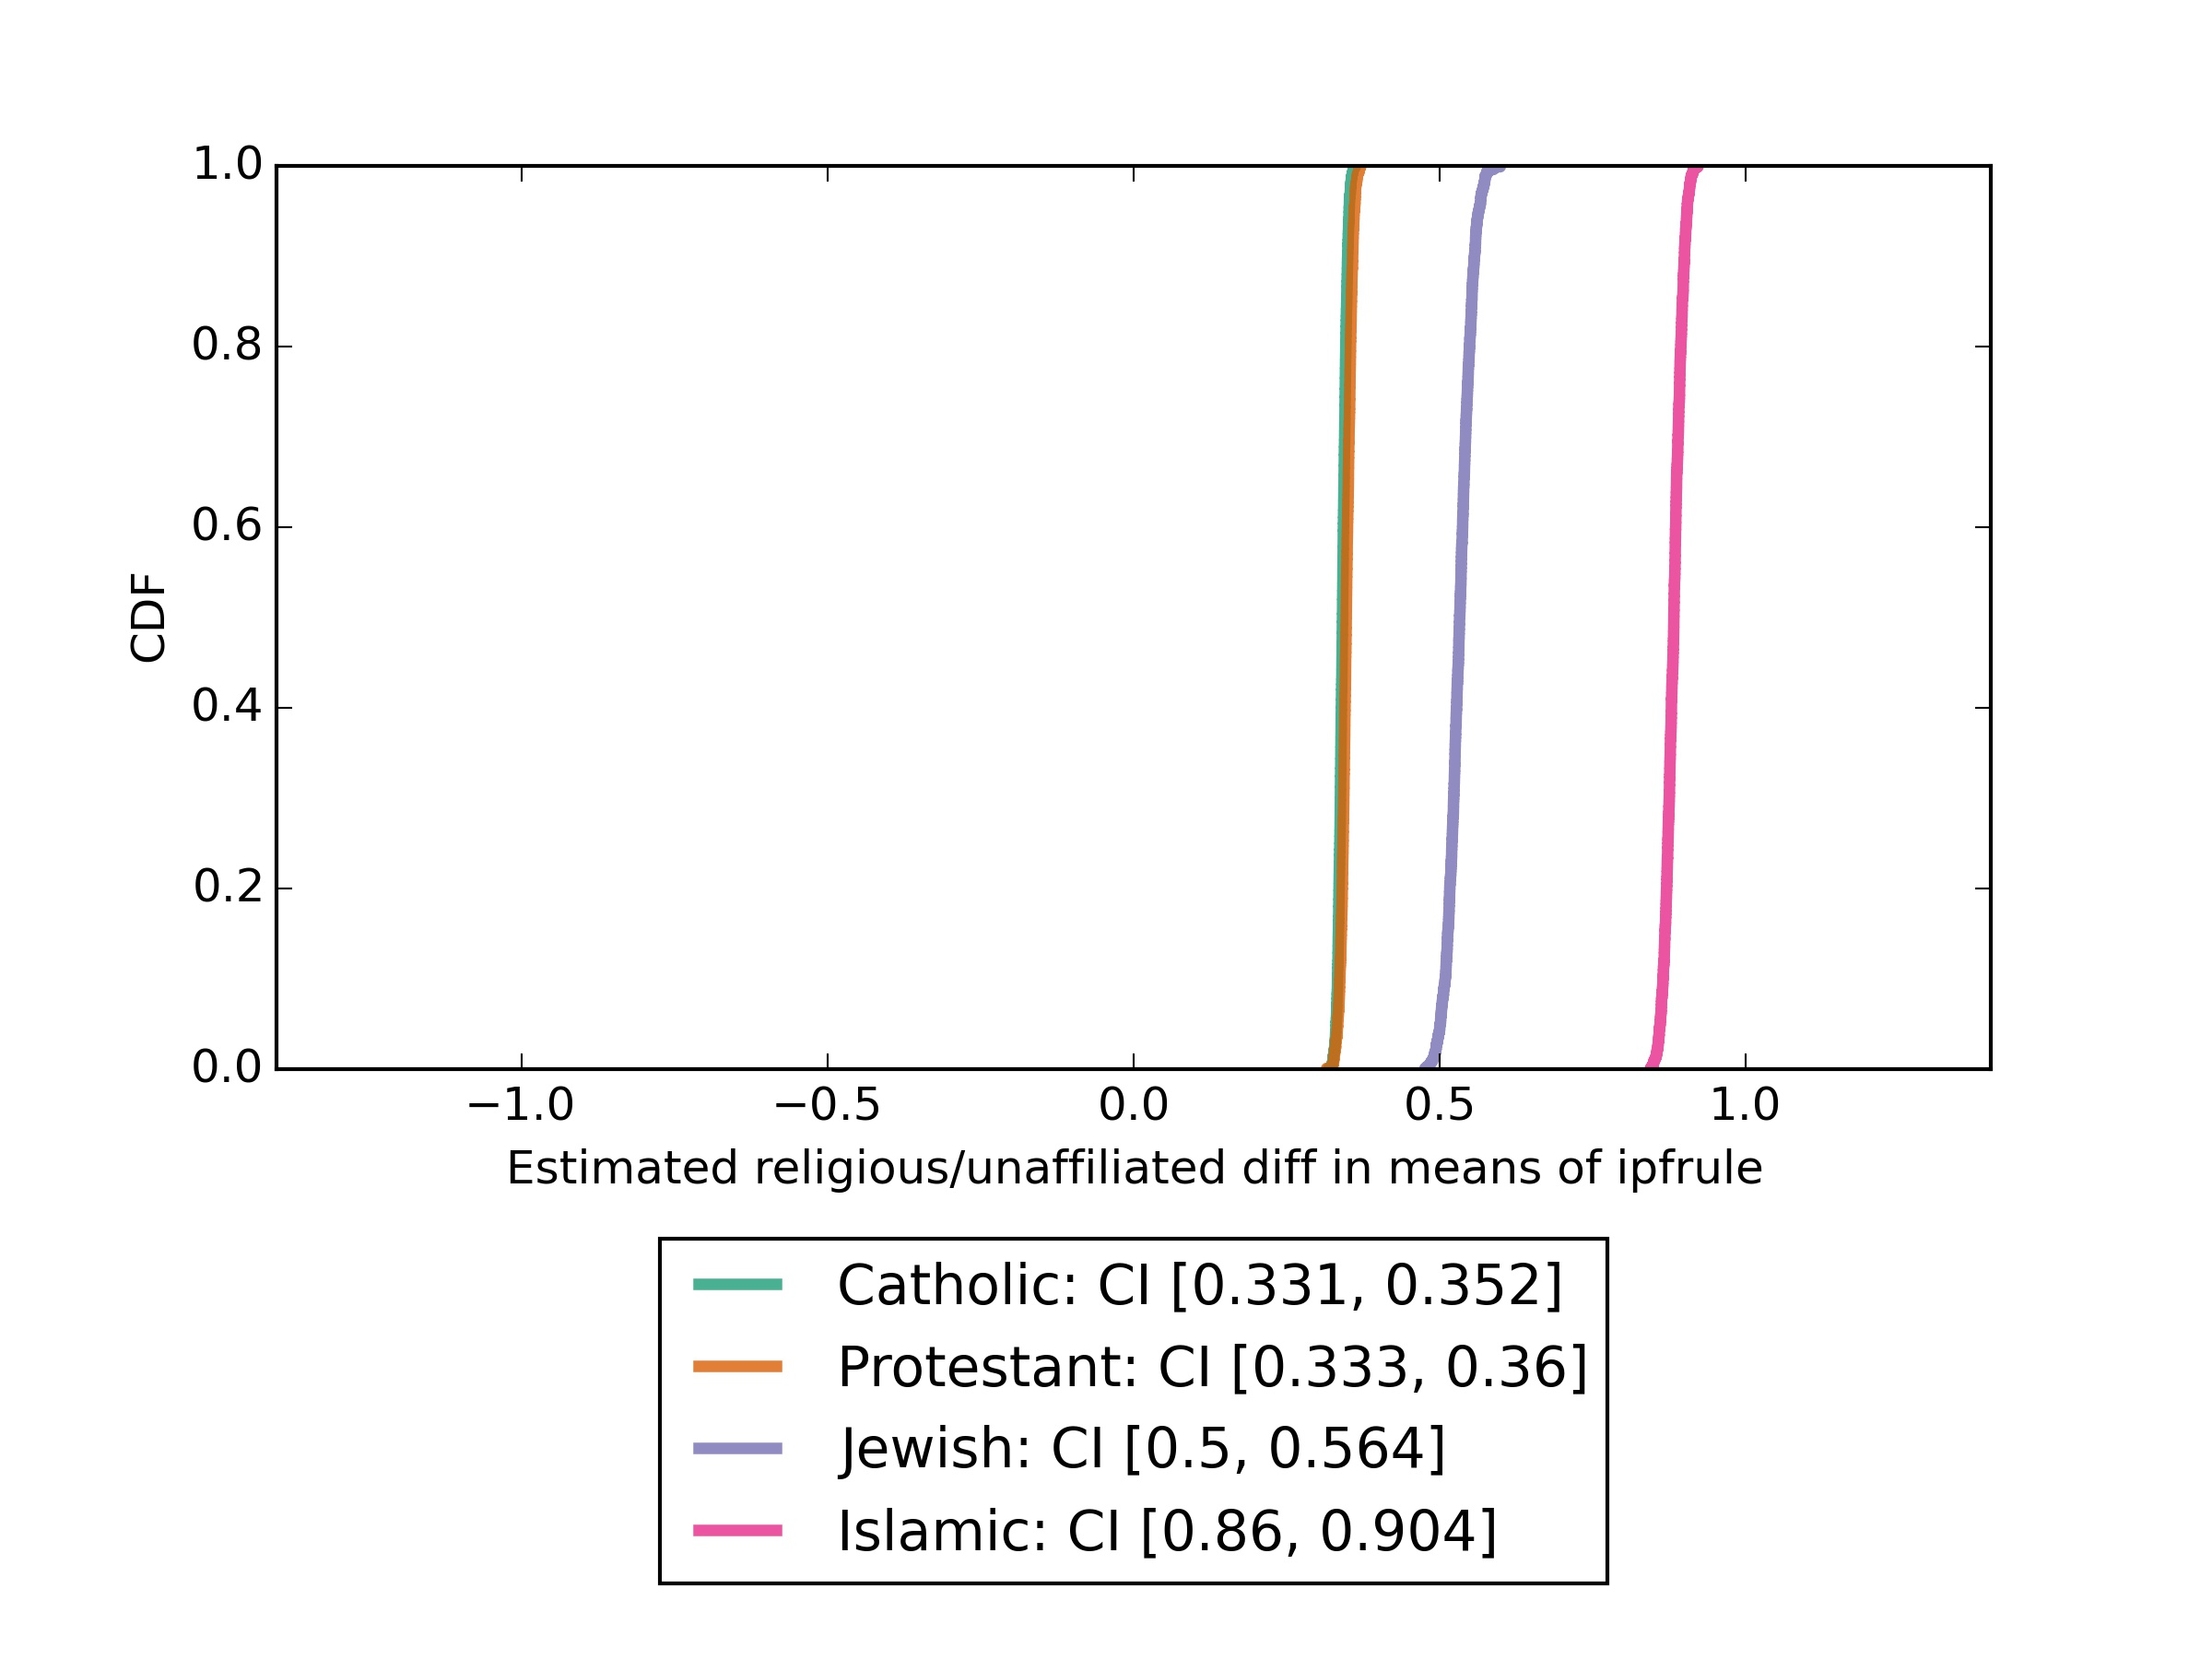 1.0
0.8
0.6
0.4
0.2
0.0
CDF
−1.0 −0.5 0.0 0.5 1.0
Estimated religious/unaffiliated diff in means of ipfrule
Catholic: CI [0.331, 0.352]
Protestant: CI [0.333, 0.36]
Jewish: CI [0.5, 0.564]
Islamic: CI [0.86, 0.904]